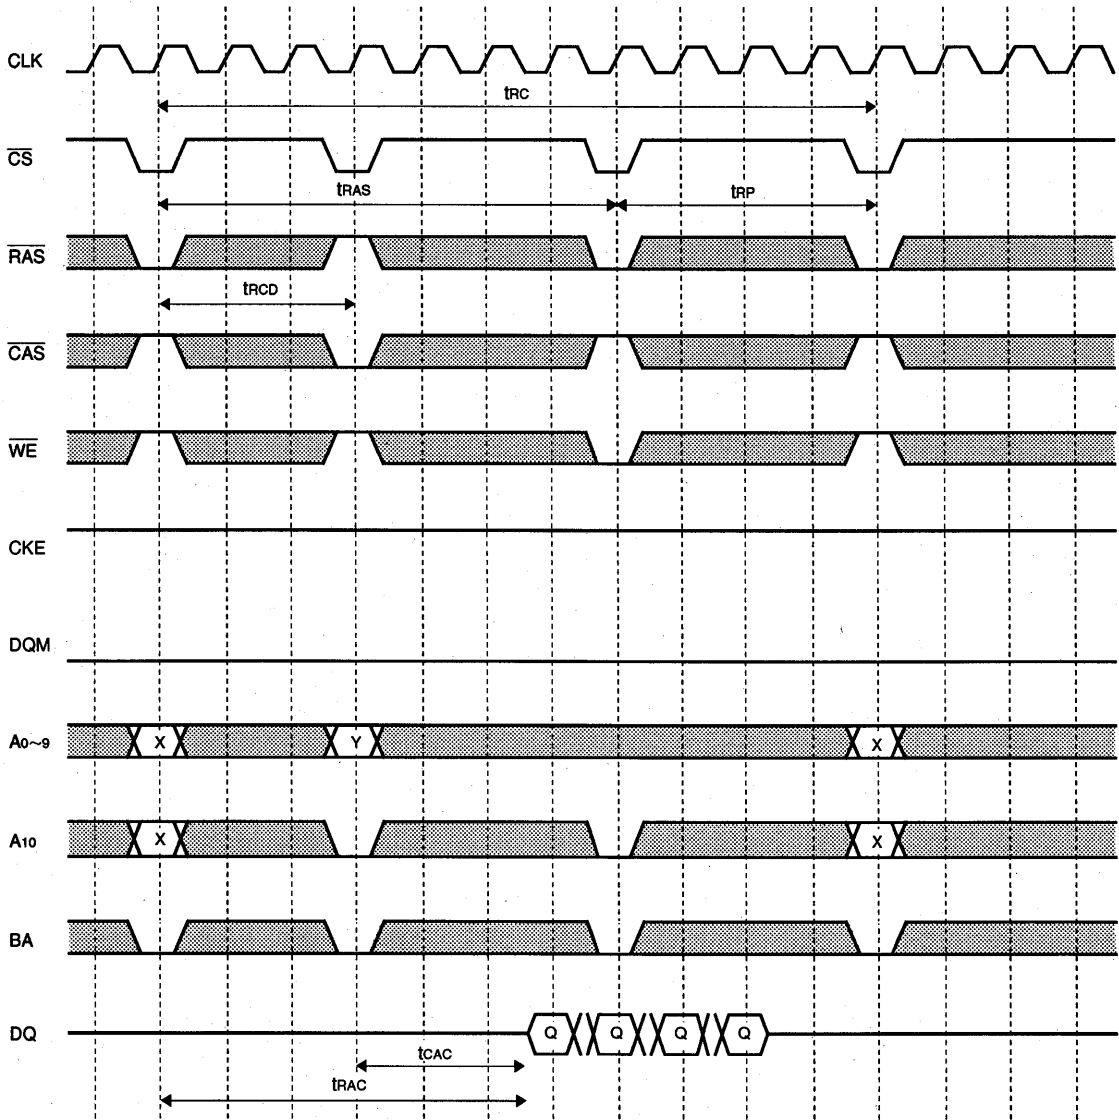 CLK
tRC
CS
tRAS tRP
RAS
tRCD
CAS
WE
CKE
DQM
A0~9 X Y X
A10 X X
BA
DQ Q Q Q Q
tCAC
tRAC